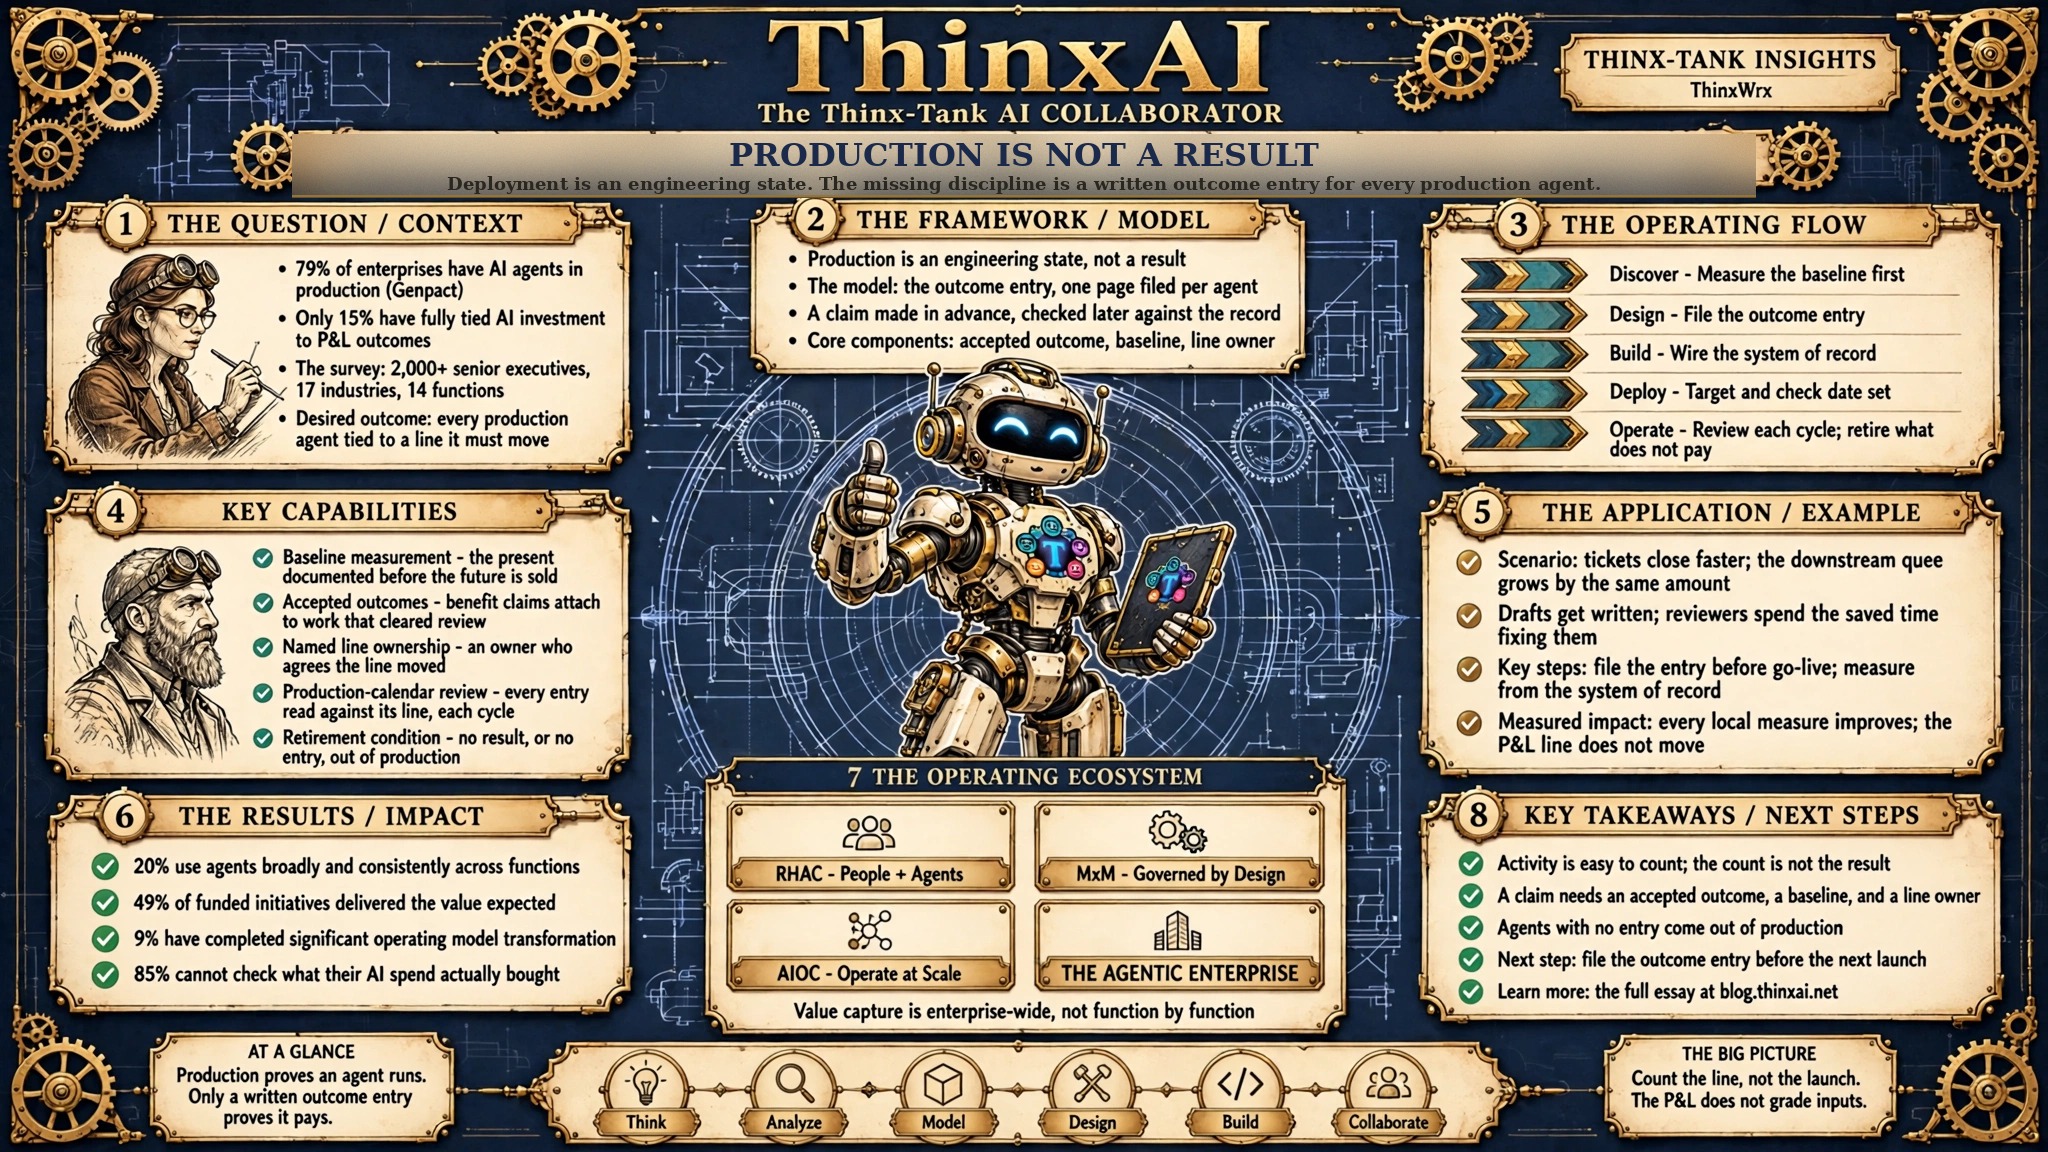 ThinxAI
The Thinx-Tank AI COLLABORATOR
THINX-TANK INSIGHTS
ThinxWrx
PRODUCTION IS NOT A RESULT
Deployment is an engineering state. The missing discipline is a written outcome entry for every production agent.
1 THE QUESTION / CONTEXT
• 79% of enterprises have AI agents in
production (Genpact)
• Only 15% have fully tied AI investment
to P&L outcomes
• The survey: 2,000+ senior executives,
17 industries, 14 functions
• Desired outcome: every production
agent tied to a line it must move
2 THE FRAMEWORK / MODEL
• Production is an engineering state, not a result
• The model: the outcome entry, one page filed per agent
• A claim made in advance, checked later against the record
• Core components: accepted outcome, baseline, line owner
3 THE OPERATING FLOW
Discover - Measure the baseline first
Design - File the outcome entry
Build - Wire the system of record
Deploy - Target and check date set
Operate - Review each cycle; retire what
does not pay
4 KEY CAPABILITIES
Baseline measurement - the present
documented before the future is sold
Accepted outcomes - benefit claims attach
to work that cleared review
Named line ownership - an owner who
agrees the line moved
Production-calendar review - every entry
read against its line, each cycle
Retirement condition - no result, or no
entry, out of production
T
T
5 THE APPLICATION / EXAMPLE
Scenario: tickets close faster; the downstream quee
grows by the same amount
Drafts get written; reviewers spend the saved time
fixing them
Key steps: file the entry before go-live; measure
from the system of record
Measured impact: every local measure improves; the
P&L line does not move
6 THE RESULTS / IMPACT
20% use agents broadly and consistently across functions
49% of funded initiatives delivered the value expected
9% have completed significant operating model transformation
85% cannot check what their AI spend actually bought
7 THE OPERATING ECOSYSTEM
RHAC - People + Agents
MxM - Governed by Design
AIOC - Operate at Scale
THE AGENTIC ENTERPRISE
Value capture is enterprise-wide, not function by function
8 KEY TAKEAWAYS / NEXT STEPS
Activity is easy to count; the count is not the result
A claim needs an accepted outcome, a baseline, and a line owner
Agents with no entry come out of production
Next step: file the outcome entry before the next launch
Learn more: the full essay at blog.thinxai.net
AT A GLANCE
Production proves an agent runs.
Only a written outcome entry
proves it pays.
Think
Analyze
Model
Design
Build
Collaborate
THE BIG PICTURE
Count the line, not the launch.
The P&L does not grade inputs.